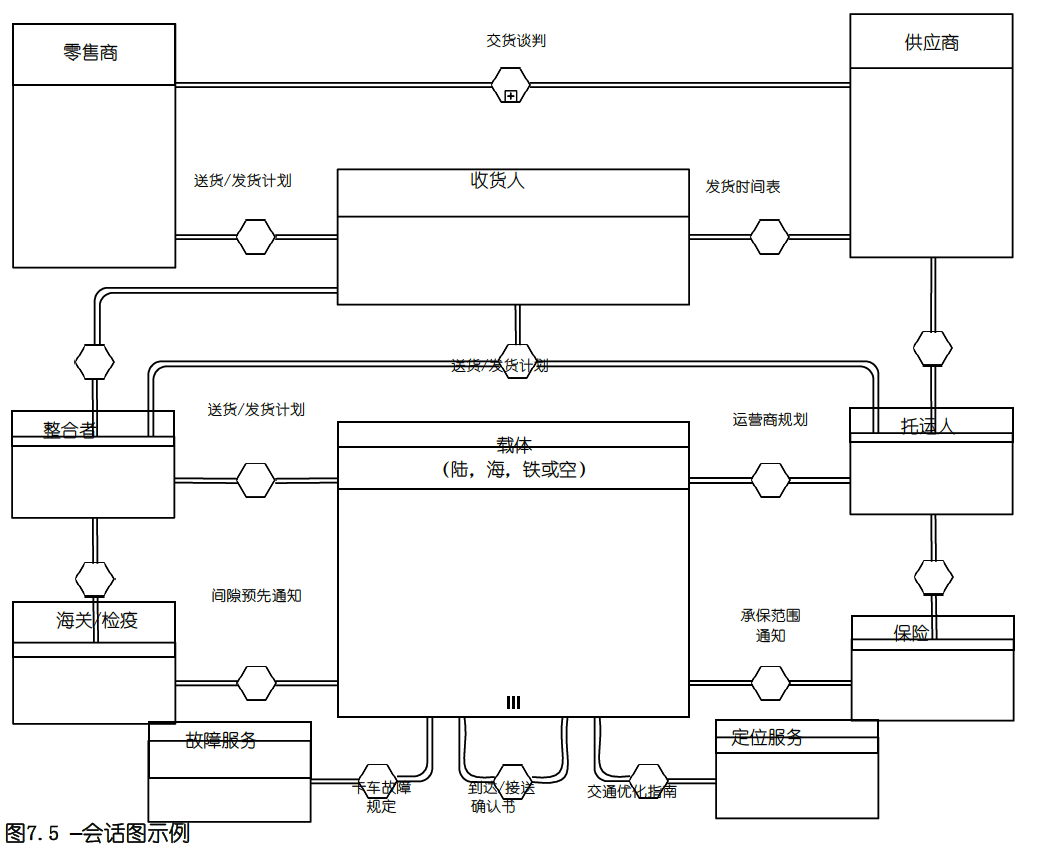 交货谈判
零售商
供应商
送货/发货计划
收货人
发货时间表
送货/发货计划
送货/发货计划
运营商规划
整合者
托运人
载体
(陆, 海, 铁或空)
间隙预先通知
海关/检疫
承保范围
通知
保险
故障服务
定位服务
卡车故障
规定
到达/接送
确认书
交通优化指南
图7.5 -会话图示例